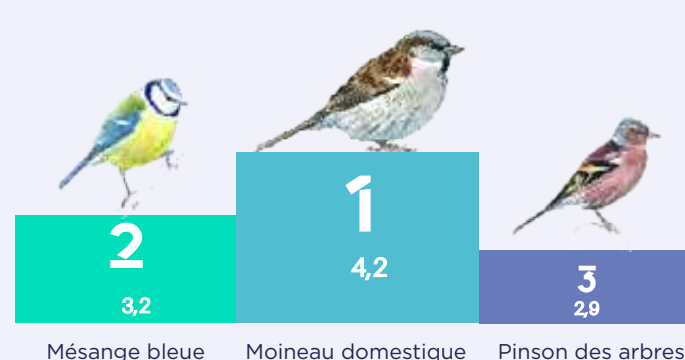 2
3,2
1
4,2
3
2,9
Mésange bleue
Moineau domestique
Pinson des arbres